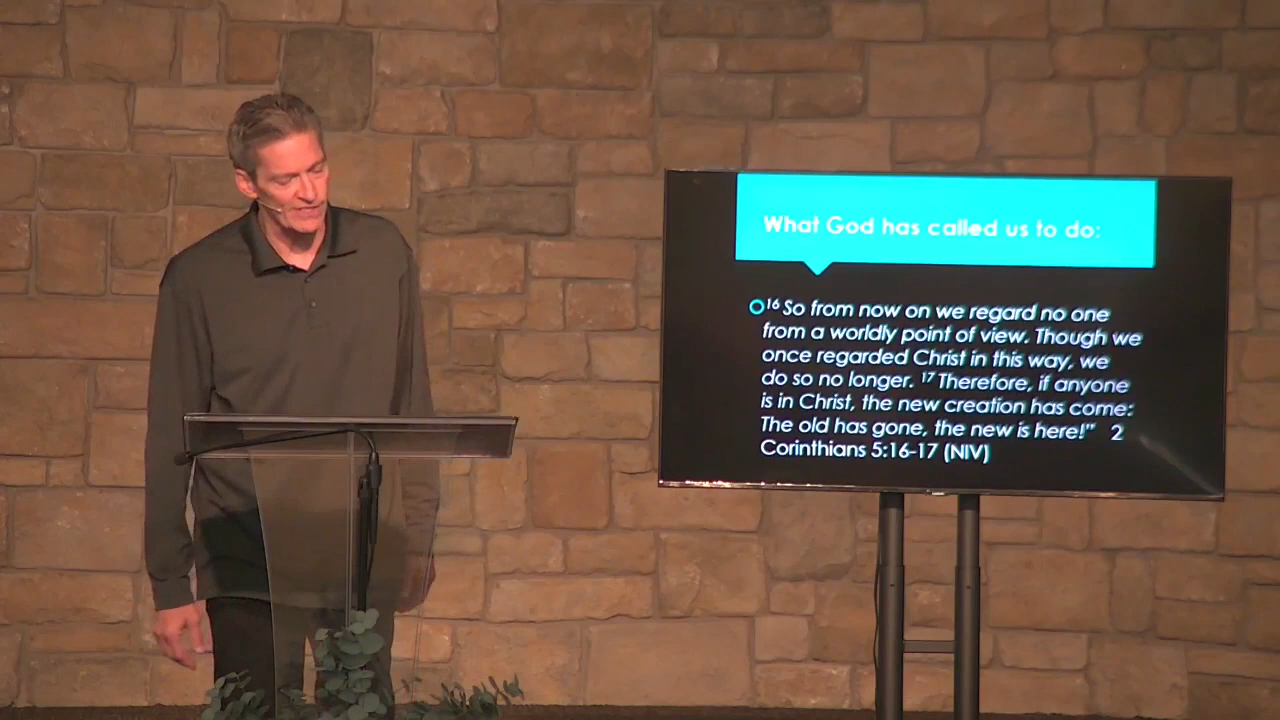 What God has called us to do:
16 So from now on we regard no one
from a worldly point of view. Though we
once regarded Christ in this way, we
do so no longer. 17 Therefore, if anyone
is in Christ, the new creation has come:
The old has gone, the new is here!” 2
Corinthians 5:16-17 (NIV)